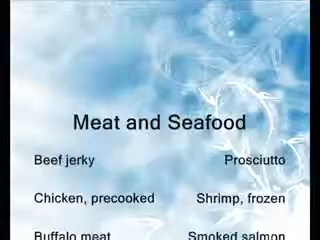 Meat and Seafood
Beef jerky Prosciutto
Chicken, precooked Shrimp, frozen
Buffalo meat Smoked salmon